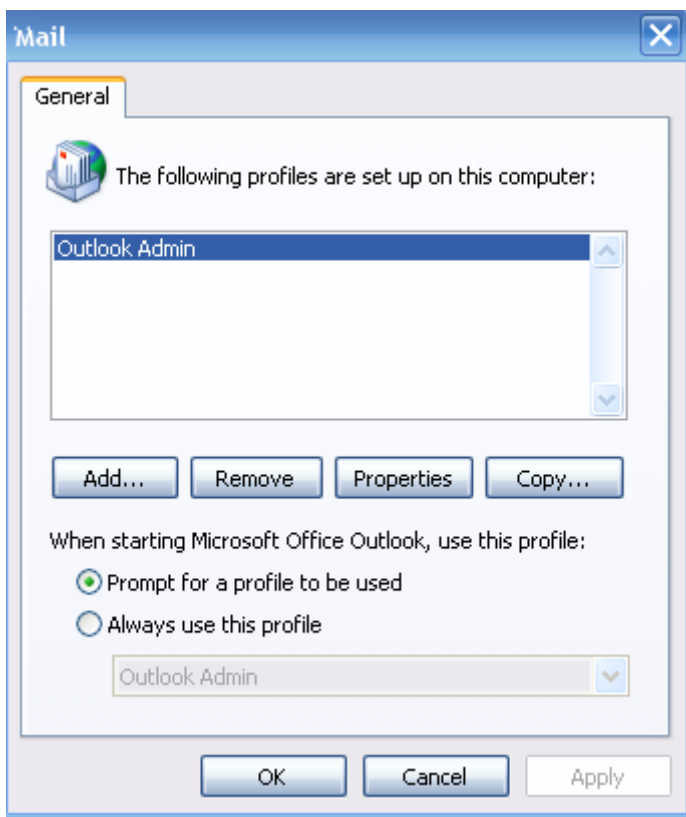 Mail
General
The following profiles are set up on this computer:
Outlook Admin
Add...
Remove
Properties
Copy...
When starting Microsoft Office Outlook, use this profile:
Prompt for a profile to be used
Always use this profile
Outlook Admin
OK
Cancel
Apply